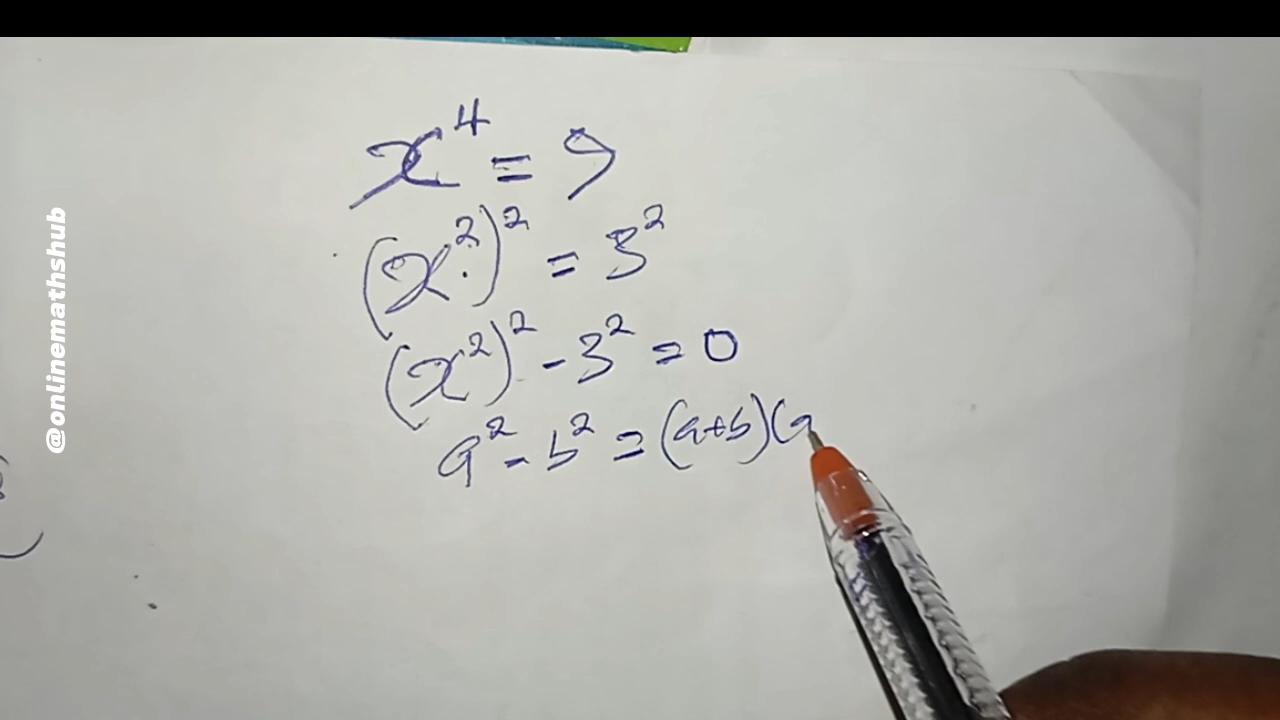 @onlinemathshub
x⁴ = 9
(x²)² = 3²
(x²)² - 3² = 0
a² - b² = (a+b)(a